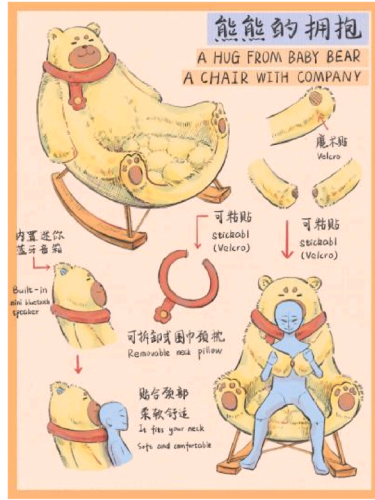 熊熊的拥抱
A HUG FROM BABY BEAR
A CHAIR WITH COMPANY
魔术贴
Velcro
可粘贴
stickabl
(Velcro)
可粘贴
stickabl
(Velcro)
内置迷你
蓝牙音箱
Built-in
mini bluetooth
speaker
可拆卸式围巾颈枕
Removable neck pillow
贴合颈部
柔软舒适
It fits your neck
Soft and comfortable